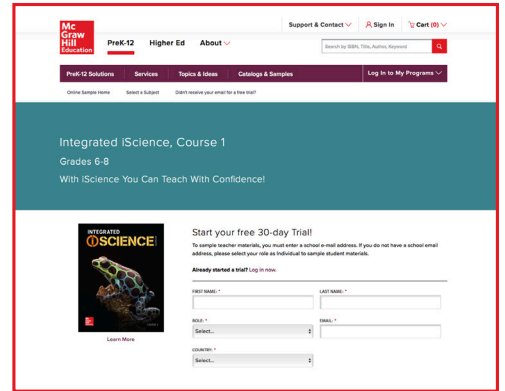 Mc
Graw
Hill
Education
Support & Contact
Sign In
Cart (0)
PreK-12
Higher Ed
About
Search by ISBN, Title, Author, Keyword
PreK-12 Solutions
Services
Topics & Ideas
Catalogs & Samples
Log In to My Programs
Online Sample Home
Select a Subject
Didn't receive your email for a free trial?
Integrated iScience, Course 1
Grades 6-8
With iScience You Can Teach With Confidence!
INTEGRATED
iSCIENCE
Learn More
Start your free 30-day Trial!
To sample teacher materials, you must enter a school e-mail address. If you do not have a school email
address, please select your role as Individual to sample student materials.
Already started a trial? Log in now.
FIRST NAME: *
LAST NAME: *
ROLE: *
EMAIL: *
Select...
COUNTRY: *
Select...